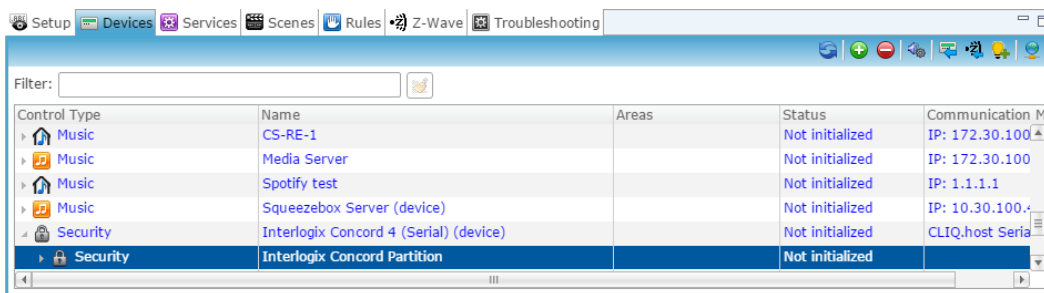 Setup Devices Services Scenes Rules Z-Wave Troubleshooting
Filter:
Control Type Name Areas Status Communication M
Music CS-RE-1 Not initialized IP: 172.30.100
Music Media Server Not initialized IP: 172.30.100
Music Spotify test Not initialized IP: 1.1.1.1
Music Squeezebox Server (device) Not initialized IP: 10.30.100.4
Security Interlogix Concord 4 (Serial) (device) Not initialized CLIQ.host Seria
Security Interlogix Concord Partition Not initialized